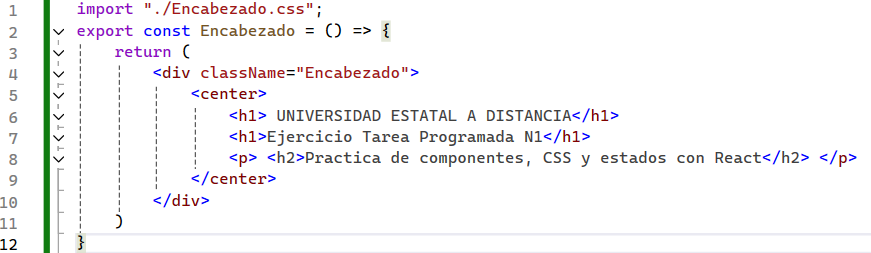 1 import "./Encabezado.css";
2 export const Encabezado = () => {
3     return (
4         <div className="Encabezado">
5             <center>
6                 <h1> UNIVERSIDAD ESTATAL A DISTANCIA</h1>
7                 <h1>Ejercicio Tarea Programada N1</h1>
8                 <p> <h2>Practica de componentes, CSS y estados con React</h2> </p>
9             </center>
10         </div>
11     )
12 }